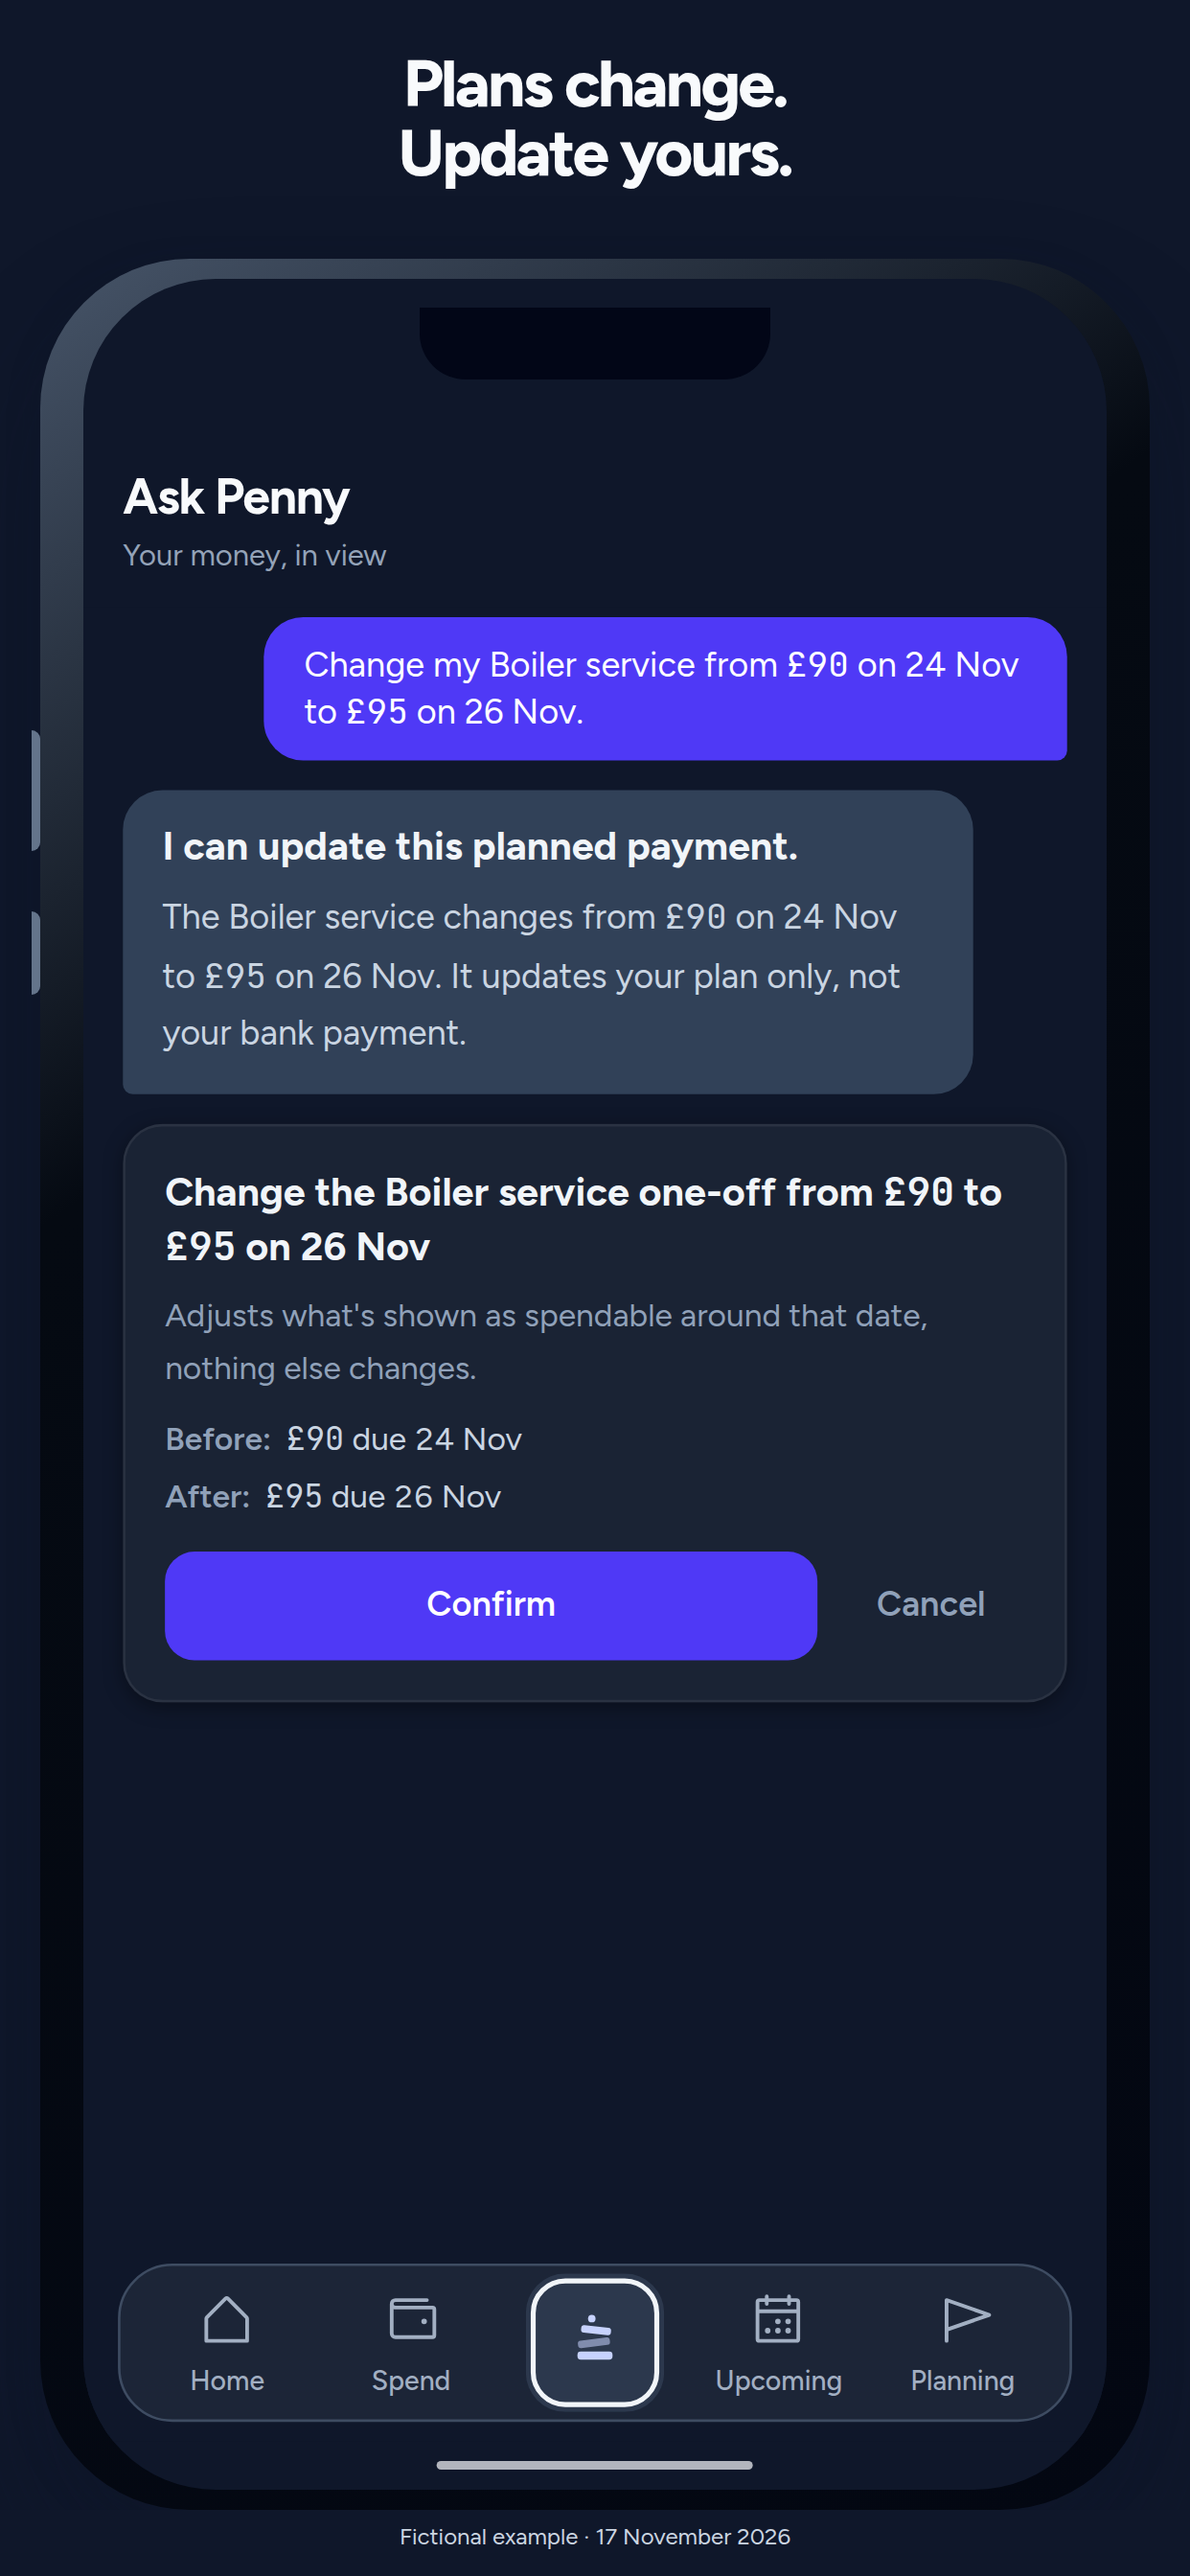 Plans change.
Update yours.
Ask Penny
Your money, in view
Change my Boiler service from £90 on 24 Nov
to £95 on 26 Nov.
I can update this planned payment.
The Boiler service changes from £90 on 24 Nov
to £95 on 26 Nov. It updates your plan only, not
your bank payment.
Change the Boiler service one-off from £90 to
£95 on 26 Nov
Adjusts what's shown as spendable around that date,
nothing else changes.
Before: £90 due 24 Nov
After: £95 due 26 Nov
Confirm
Cancel
Home
Spend
Upcoming
Planning
Fictional example · 17 November 2026